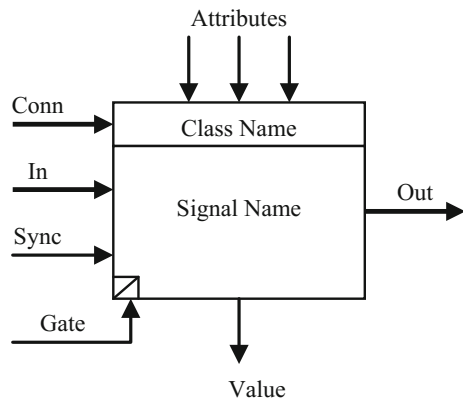 Attributes
Conn
Class Name
In
Signal Name
Out
Sync
Gate
Value